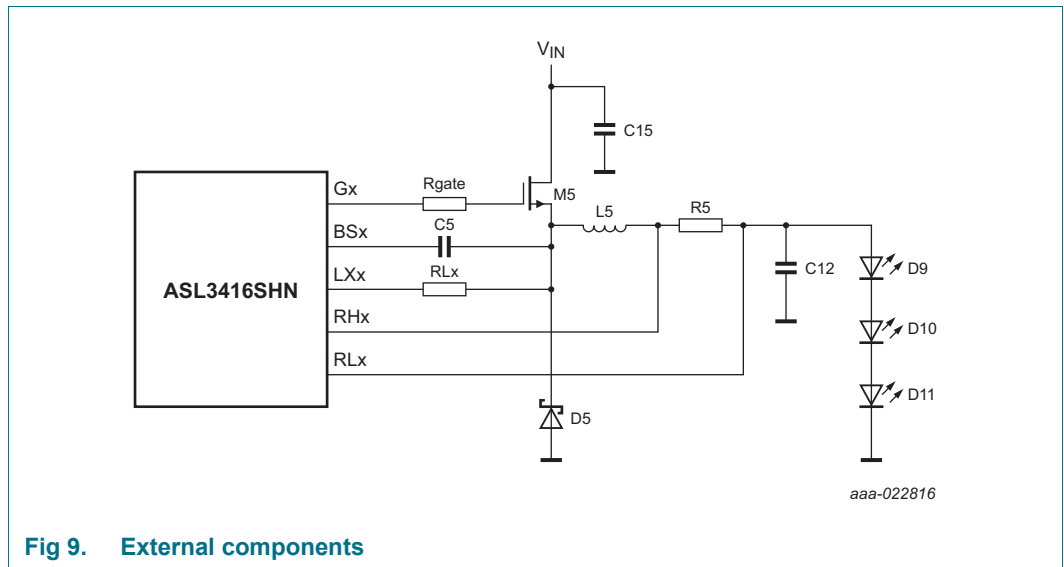 VIN
C15
Gx
Rgate
M5
BSx
C5
L5
R5
LXx
RLx
C12
D9
ASL3416SHN
RHx
D10
RLx
D11
D5
aaa-022816
Fig 9. External components